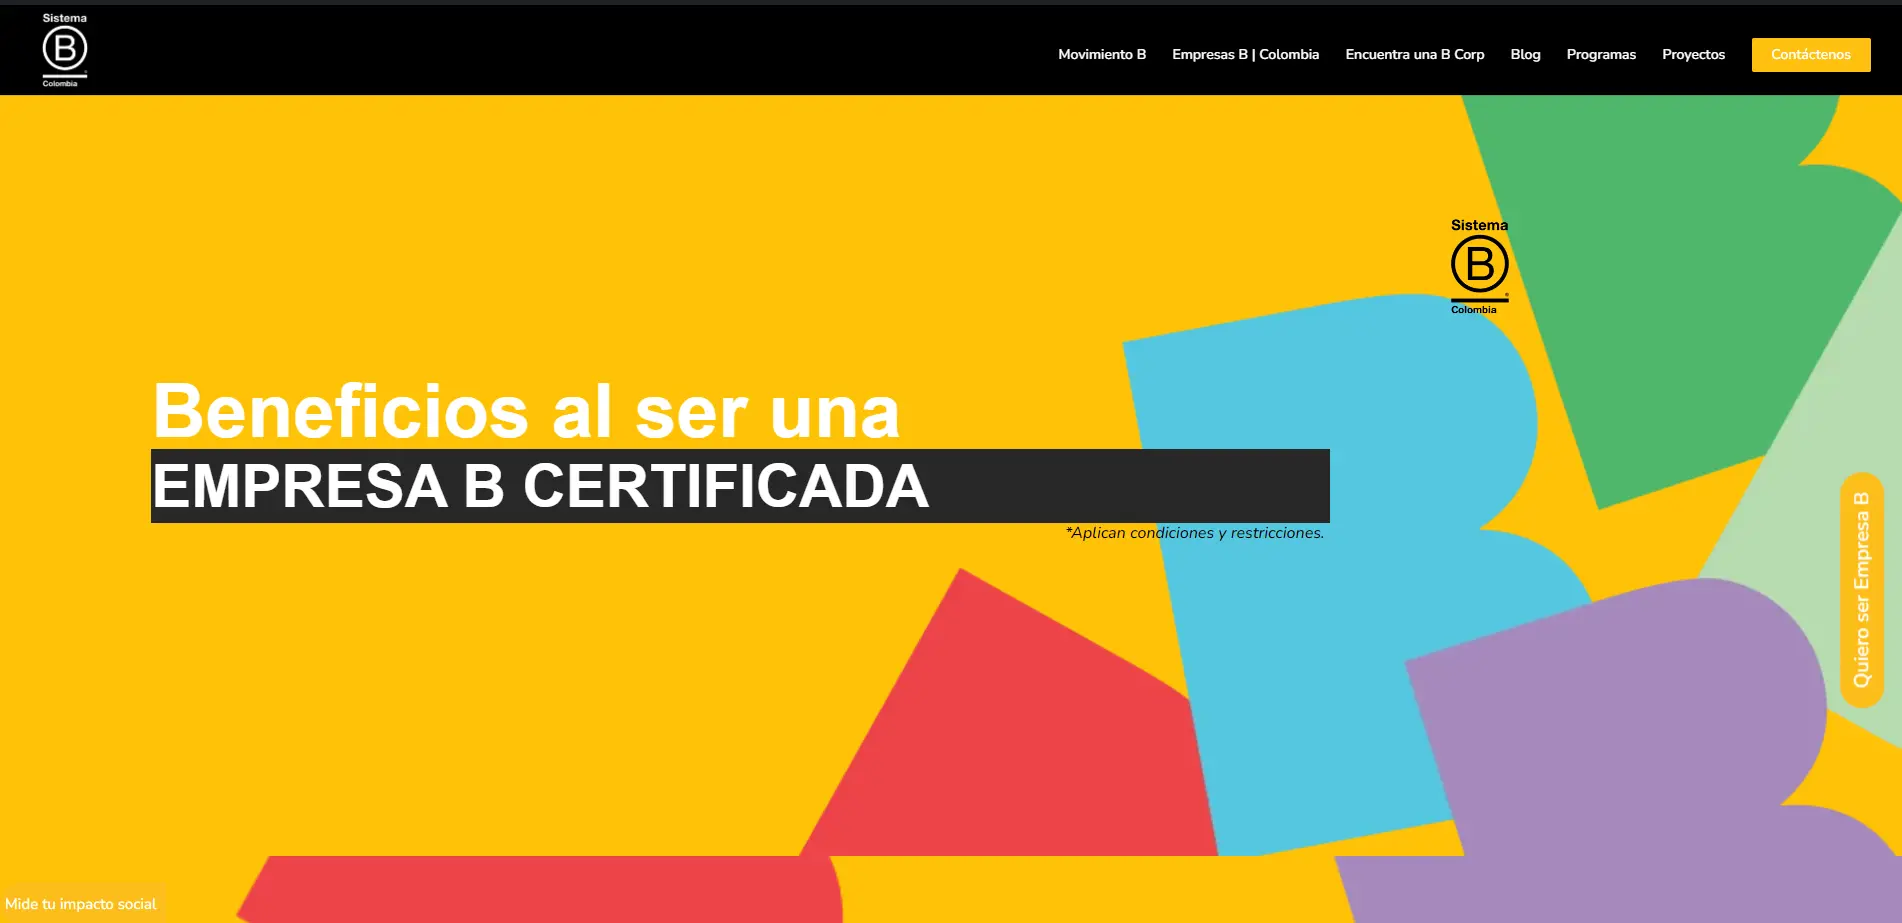 Sistema
B
Colombia
Movimiento B
Empresas B | Colombia
Encuentra una B Corp
Blog
Programas
Proyectos
Contáctenos
Sistema
B
Colombia
Beneficios al ser una
EMPRESA B CERTIFICADA
*Aplican condiciones y restricciones.
Quiero ser Empresa B
Mide tu impacto social